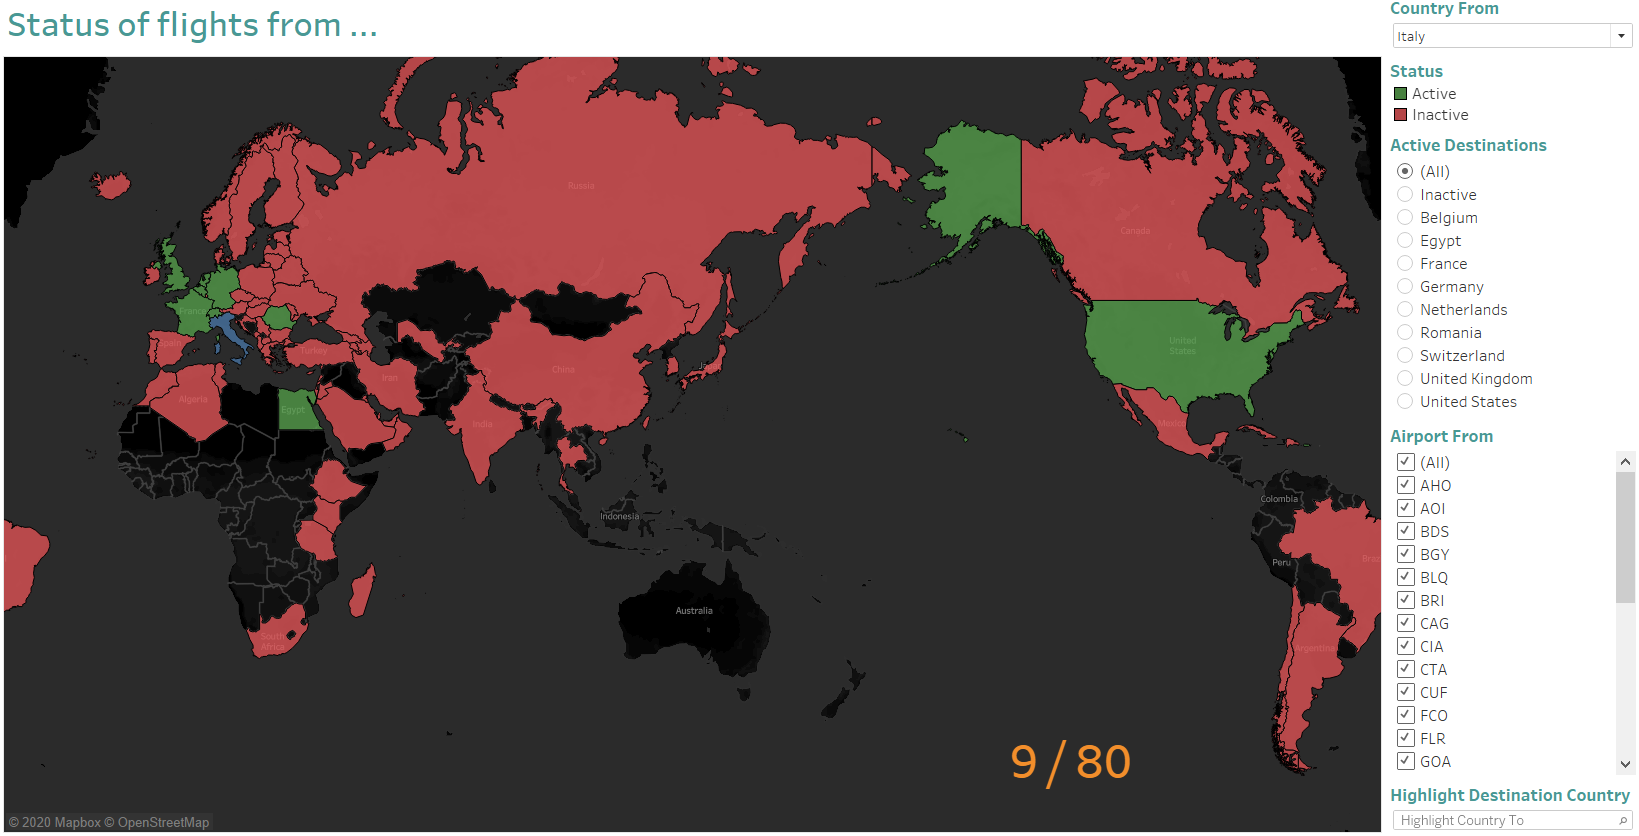 Status of flights from ...
Country From
Italy
Status
Active
Inactive
Active Destinations
(All)
Inactive
Belgium
Egypt
France
Germany
Netherlands
Romania
Switzerland
United Kingdom
United States
Airport From
(All)
AHO
AOI
BDS
BGY
BLQ
BRI
CAG
CIA
CTA
CUF
FCO
FLR
GOA
Highlight Destination Country
Highlight Country To
Russia
Canada
France
Spain
Turkey
United
States
China
Iran
Algeria
Egypt
India
Mexico
Colombia
Indonesia
Peru
Australia
South
Africa
Argentina
9 / 80
© 2020 Mapbox © OpenStreetMap